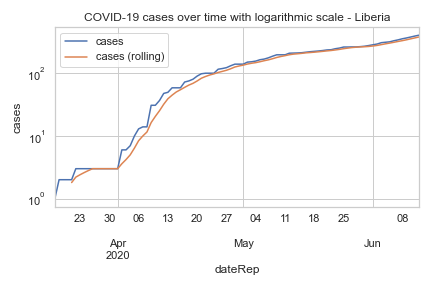 COVID-19 cases over time with logarithmic scale - Liberia
cases
cases (rolling)
10²
10¹
10⁰
cases
23 30 06 13 20 27 04 11 18 25 08
Apr May Jun
2020
dateRep